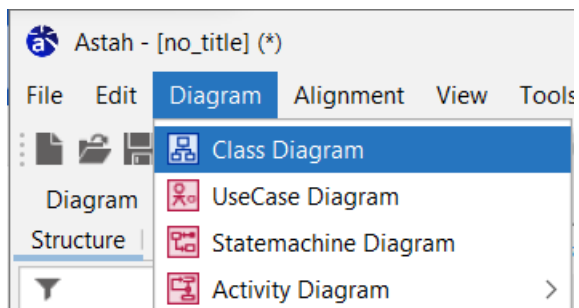 Astah - [no_title] (*)
File Edit Diagram Alignment View Tools
Class Diagram
Diagram
UseCase Diagram
Structure
Statemachine Diagram
Activity Diagram